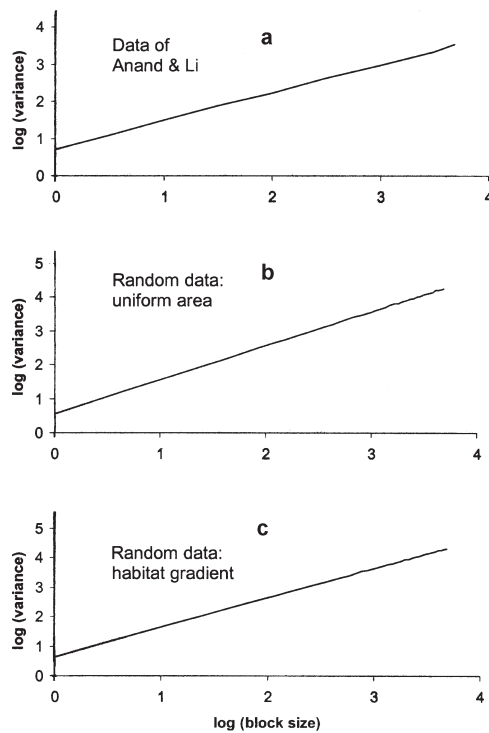 a
Data of
Anand & Li
log (variance)
4
3
2
1
0
0 1 2 3 4
b
Random data:
uniform area
log (variance)
5
4
3
2
1
0
0 1 2 3 4
c
Random data:
habitat gradient
log (variance)
5
4
3
2
1
0
0 1 2 3 4
log (block size)